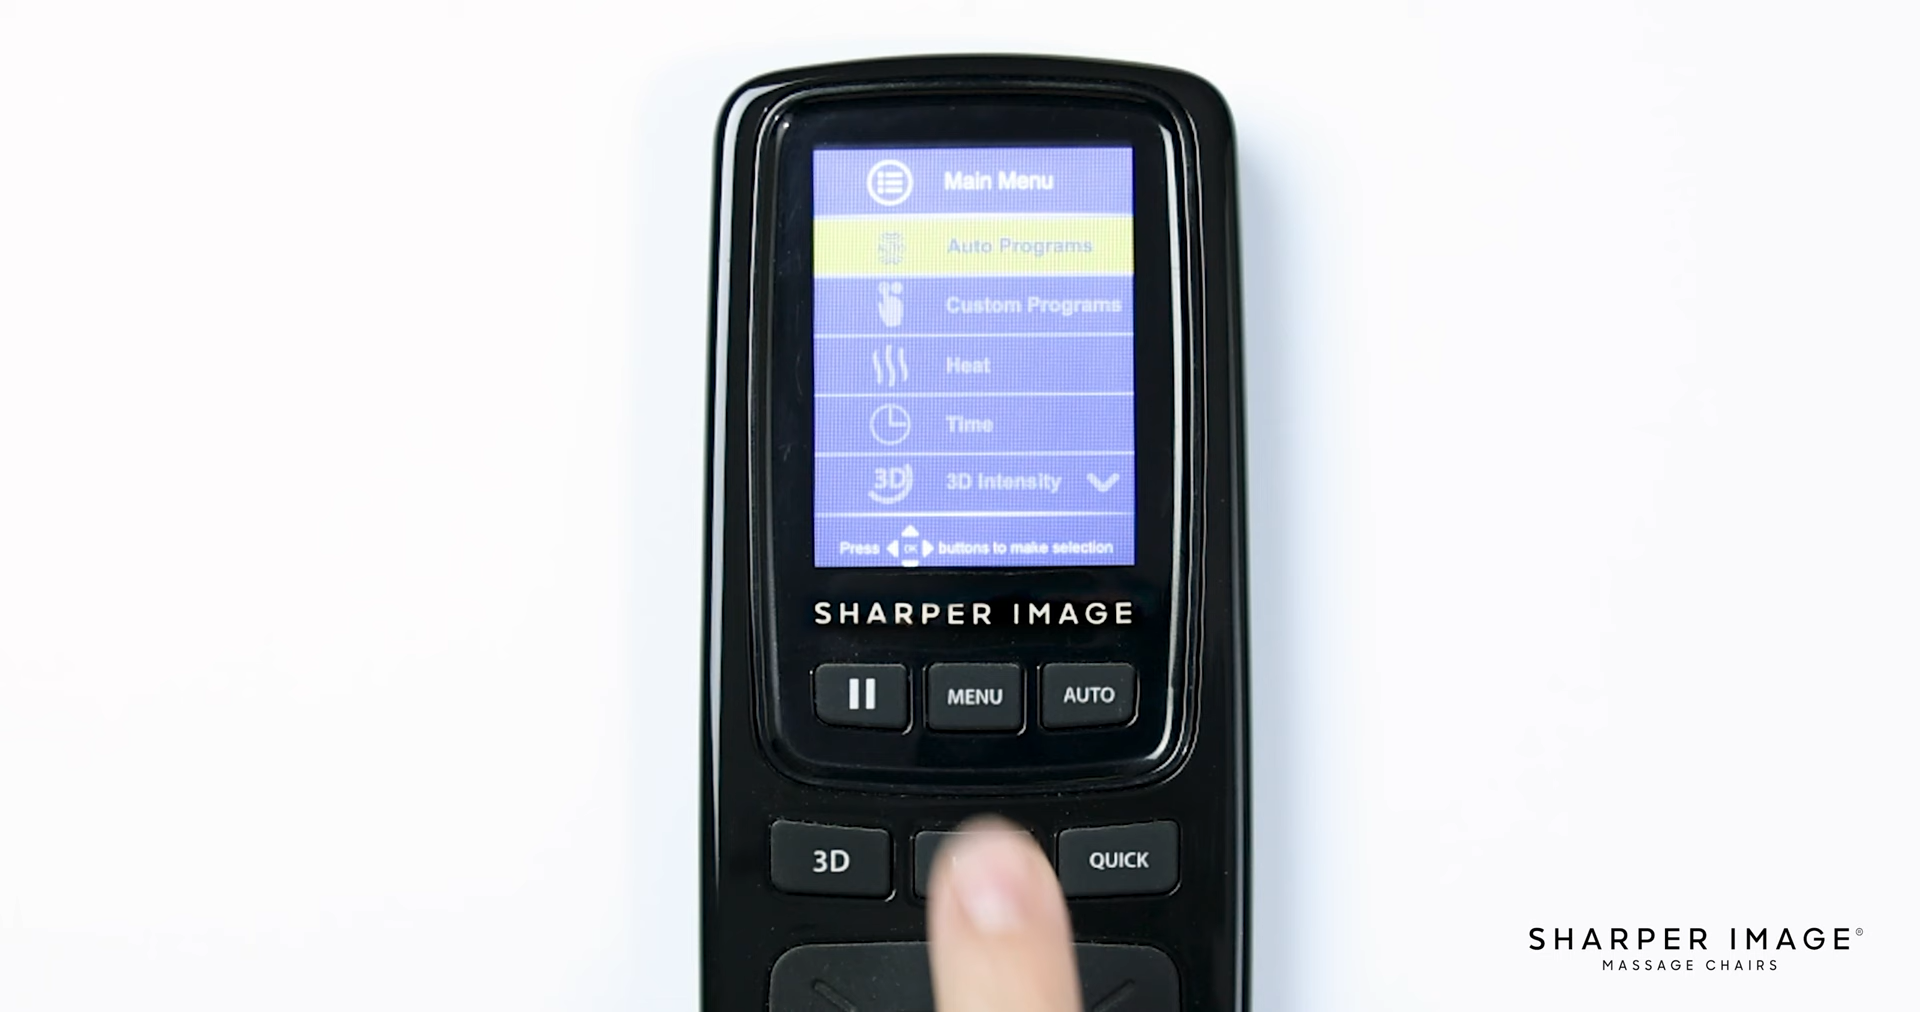 Main Menu
Auto Programs
Custom Programs
Heat
Time
3D 3D Intensity
Press OK buttons to make selection
SHARPER IMAGE
MENU AUTO
3D QUICK
SHARPER IMAGE®
MASSAGE CHAIRS